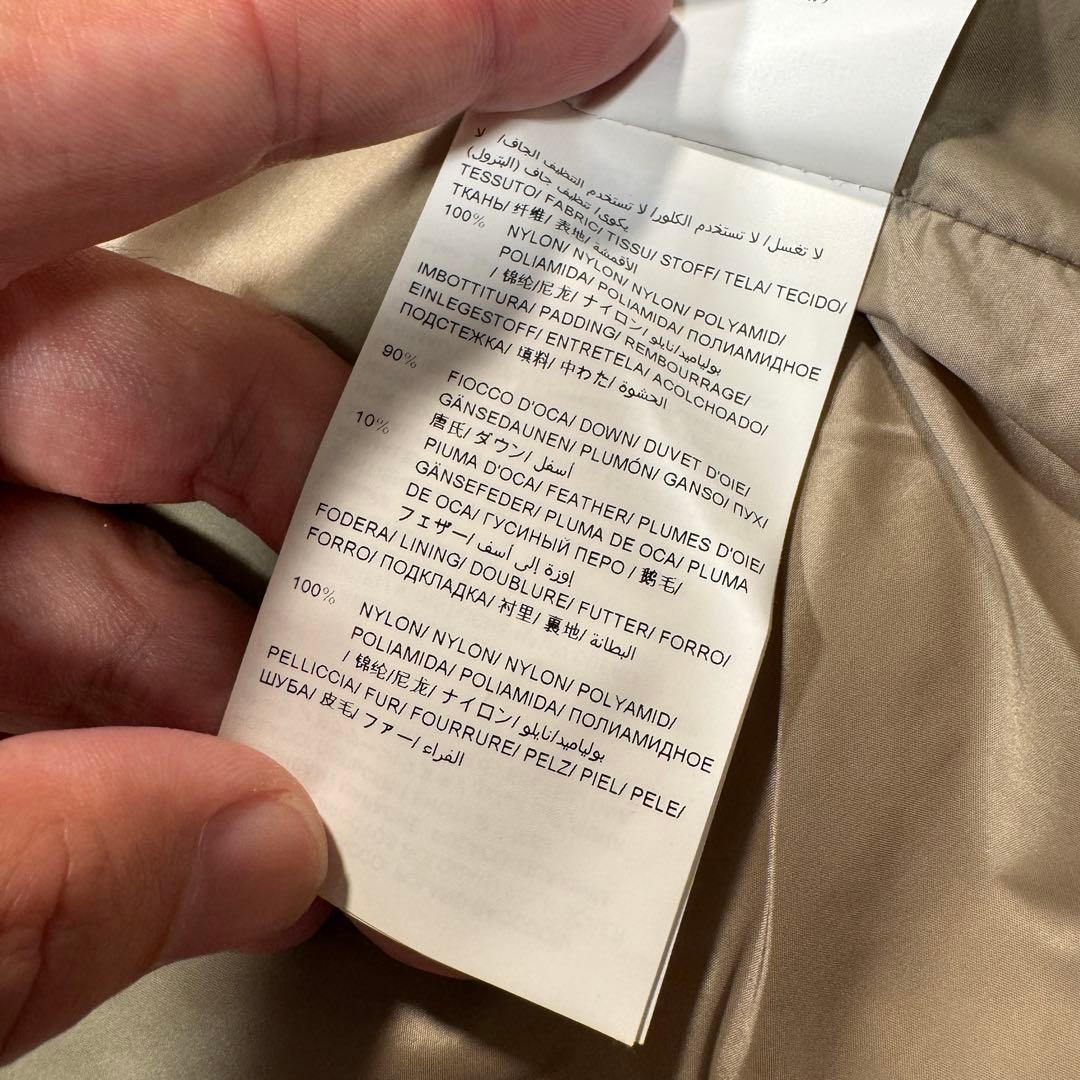 لا تغسل/ لا تستخدم الكلور/ لا تستخدم التنظيف الجاف/ لا
يكوى/ تنظيف جاف (البترول)
TESSUTO/ FABRIC/ TISSU/ STOFF/ TELA/ TECIDO/
ТКАНЬ/ 纤维/ 表地/ الأقمشة
100% NYLON/ NYLON/ NYLON/ POLYAMID/
POLIAMIDA/ POLIAMIDA/ ПОЛИАМИДНОЕ
/ 锦纶/尼龙/ ナイロン/ بولياميد/نايلو
IMBOTTITURA/ PADDING/ REMBOURRAGE/
EINLEGESTOFF/ ENTRETELA/ ACOLCHOADO/
ПОДСТЕЖКА/ 填料/ 中わた/ الحشوة
90% FIOCCO D'OCA/ DOWN/ DUVET D'OIE/
GÄNSEDAUNEN/ PLUMÓN/ GANSO/ ПУХ/
唐氏/ ダウン/ أسفل
10% PIUMA D'OCA/ FEATHER/ PLUMES D'OIE/
GÄNSEFEDER/ PLUMA DE OCA/ PLUMA
DE OCA/ ГУСИНЫЙ ПЕРО / 鹅毛/
フェザー/ إوزة إلى أسف
FODERA/ LINING/ DOUBLURE/ FUTTER/ FORRO/
FORRO/ ПОДКЛАДКА/ 衬里/ 裏地/ البطانة
100% NYLON/ NYLON/ NYLON/ POLYAMID/
POLIAMIDA/ POLIAMIDA/ ПОЛИАМИДНОЕ
/ 锦纶/尼龙/ ナイロン/ بولياميد/نايلو
PELLICCIA/ FUR/ FOURRURE/ PELZ/ PIEL/ PELE/
ШУБА/ 皮毛/ ファー/ الفراء